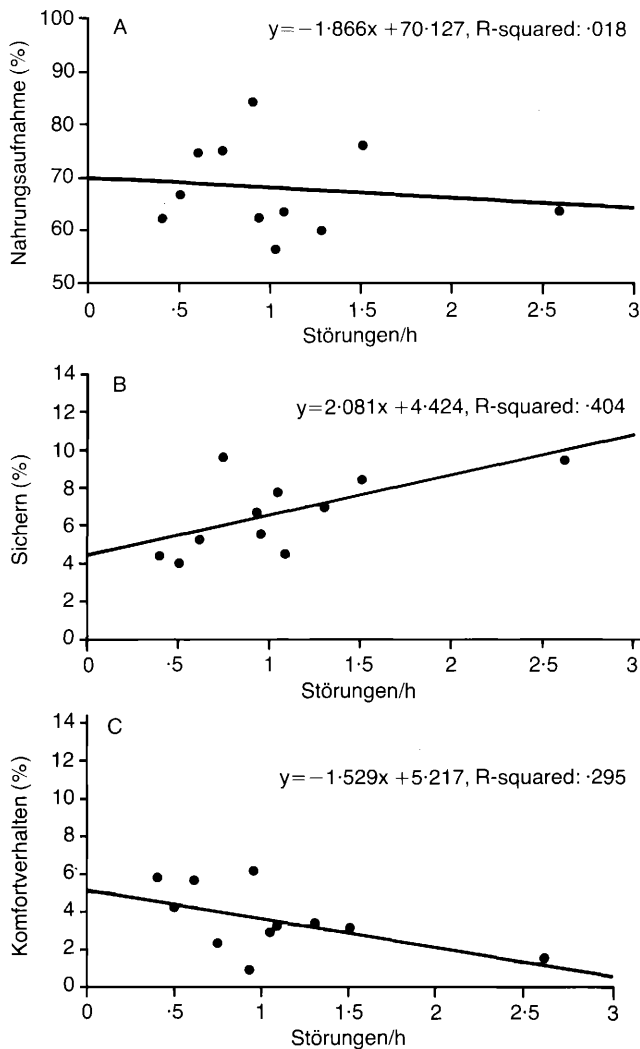 A
y=−1·866x +70·127, R-squared: ·018
Nahrungsaufnahme (%)
100
90
80
70
60
50
0 ·5 1 1·5 2 2·5 3
Störungen/h
B
y=2·081x +4·424, R-squared: ·404
Sichern (%)
14
12
10
8
6
4
2
0
0 ·5 1 1·5 2 2·5 3
Störungen/h
C
y=−1·529x +5·217, R-squared: ·295
Komfortverhalten (%)
14
12
10
8
6
4
2
0
0 ·5 1 1·5 2 2·5 3
Störungen/h